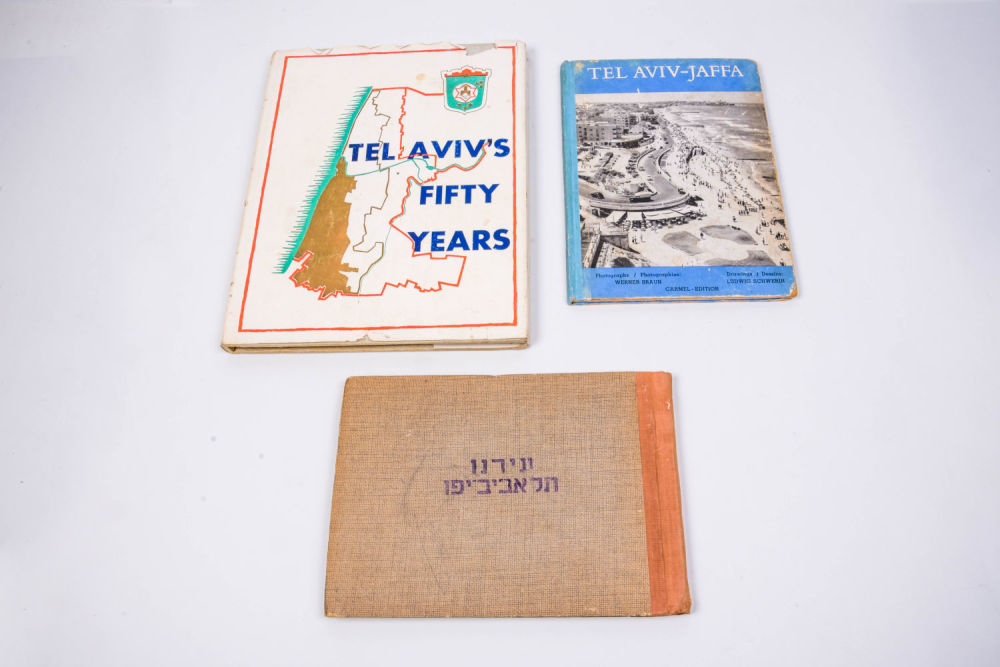 TEL AVIV'S
FIFTY
YEARS
TEL AVIV-JAFFA
Photographs / Photographies:
WERNER BRAUN
Drawings / Dessins:
LUDWIG SCHWERIN
CARMEL - EDITION
עירנו
תל אביב-יפו